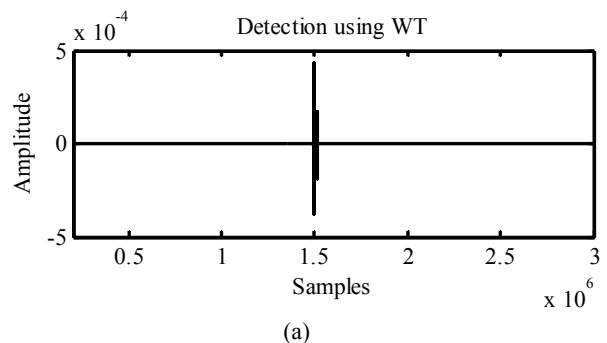 x 10^-4
Detection using WT
5
0
-5
Amplitude
0.5 1 1.5 2 2.5 3
Samples
x 10^6
(a)